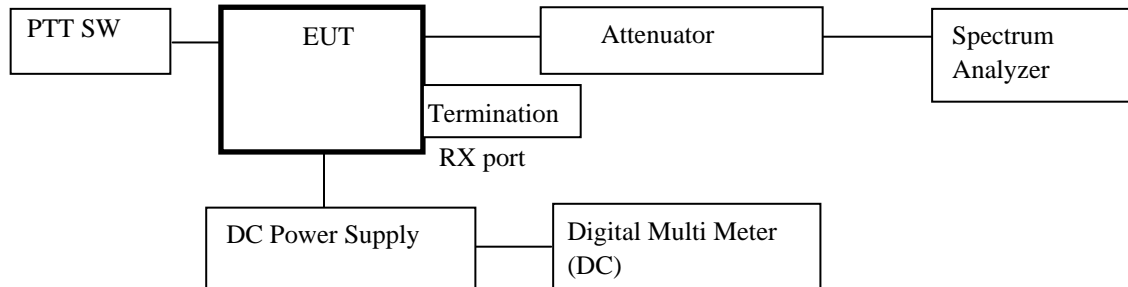 PTT SW
EUT
Attenuator
Spectrum
Analyzer
Termination
RX port
DC Power Supply
Digital Multi Meter
(DC)